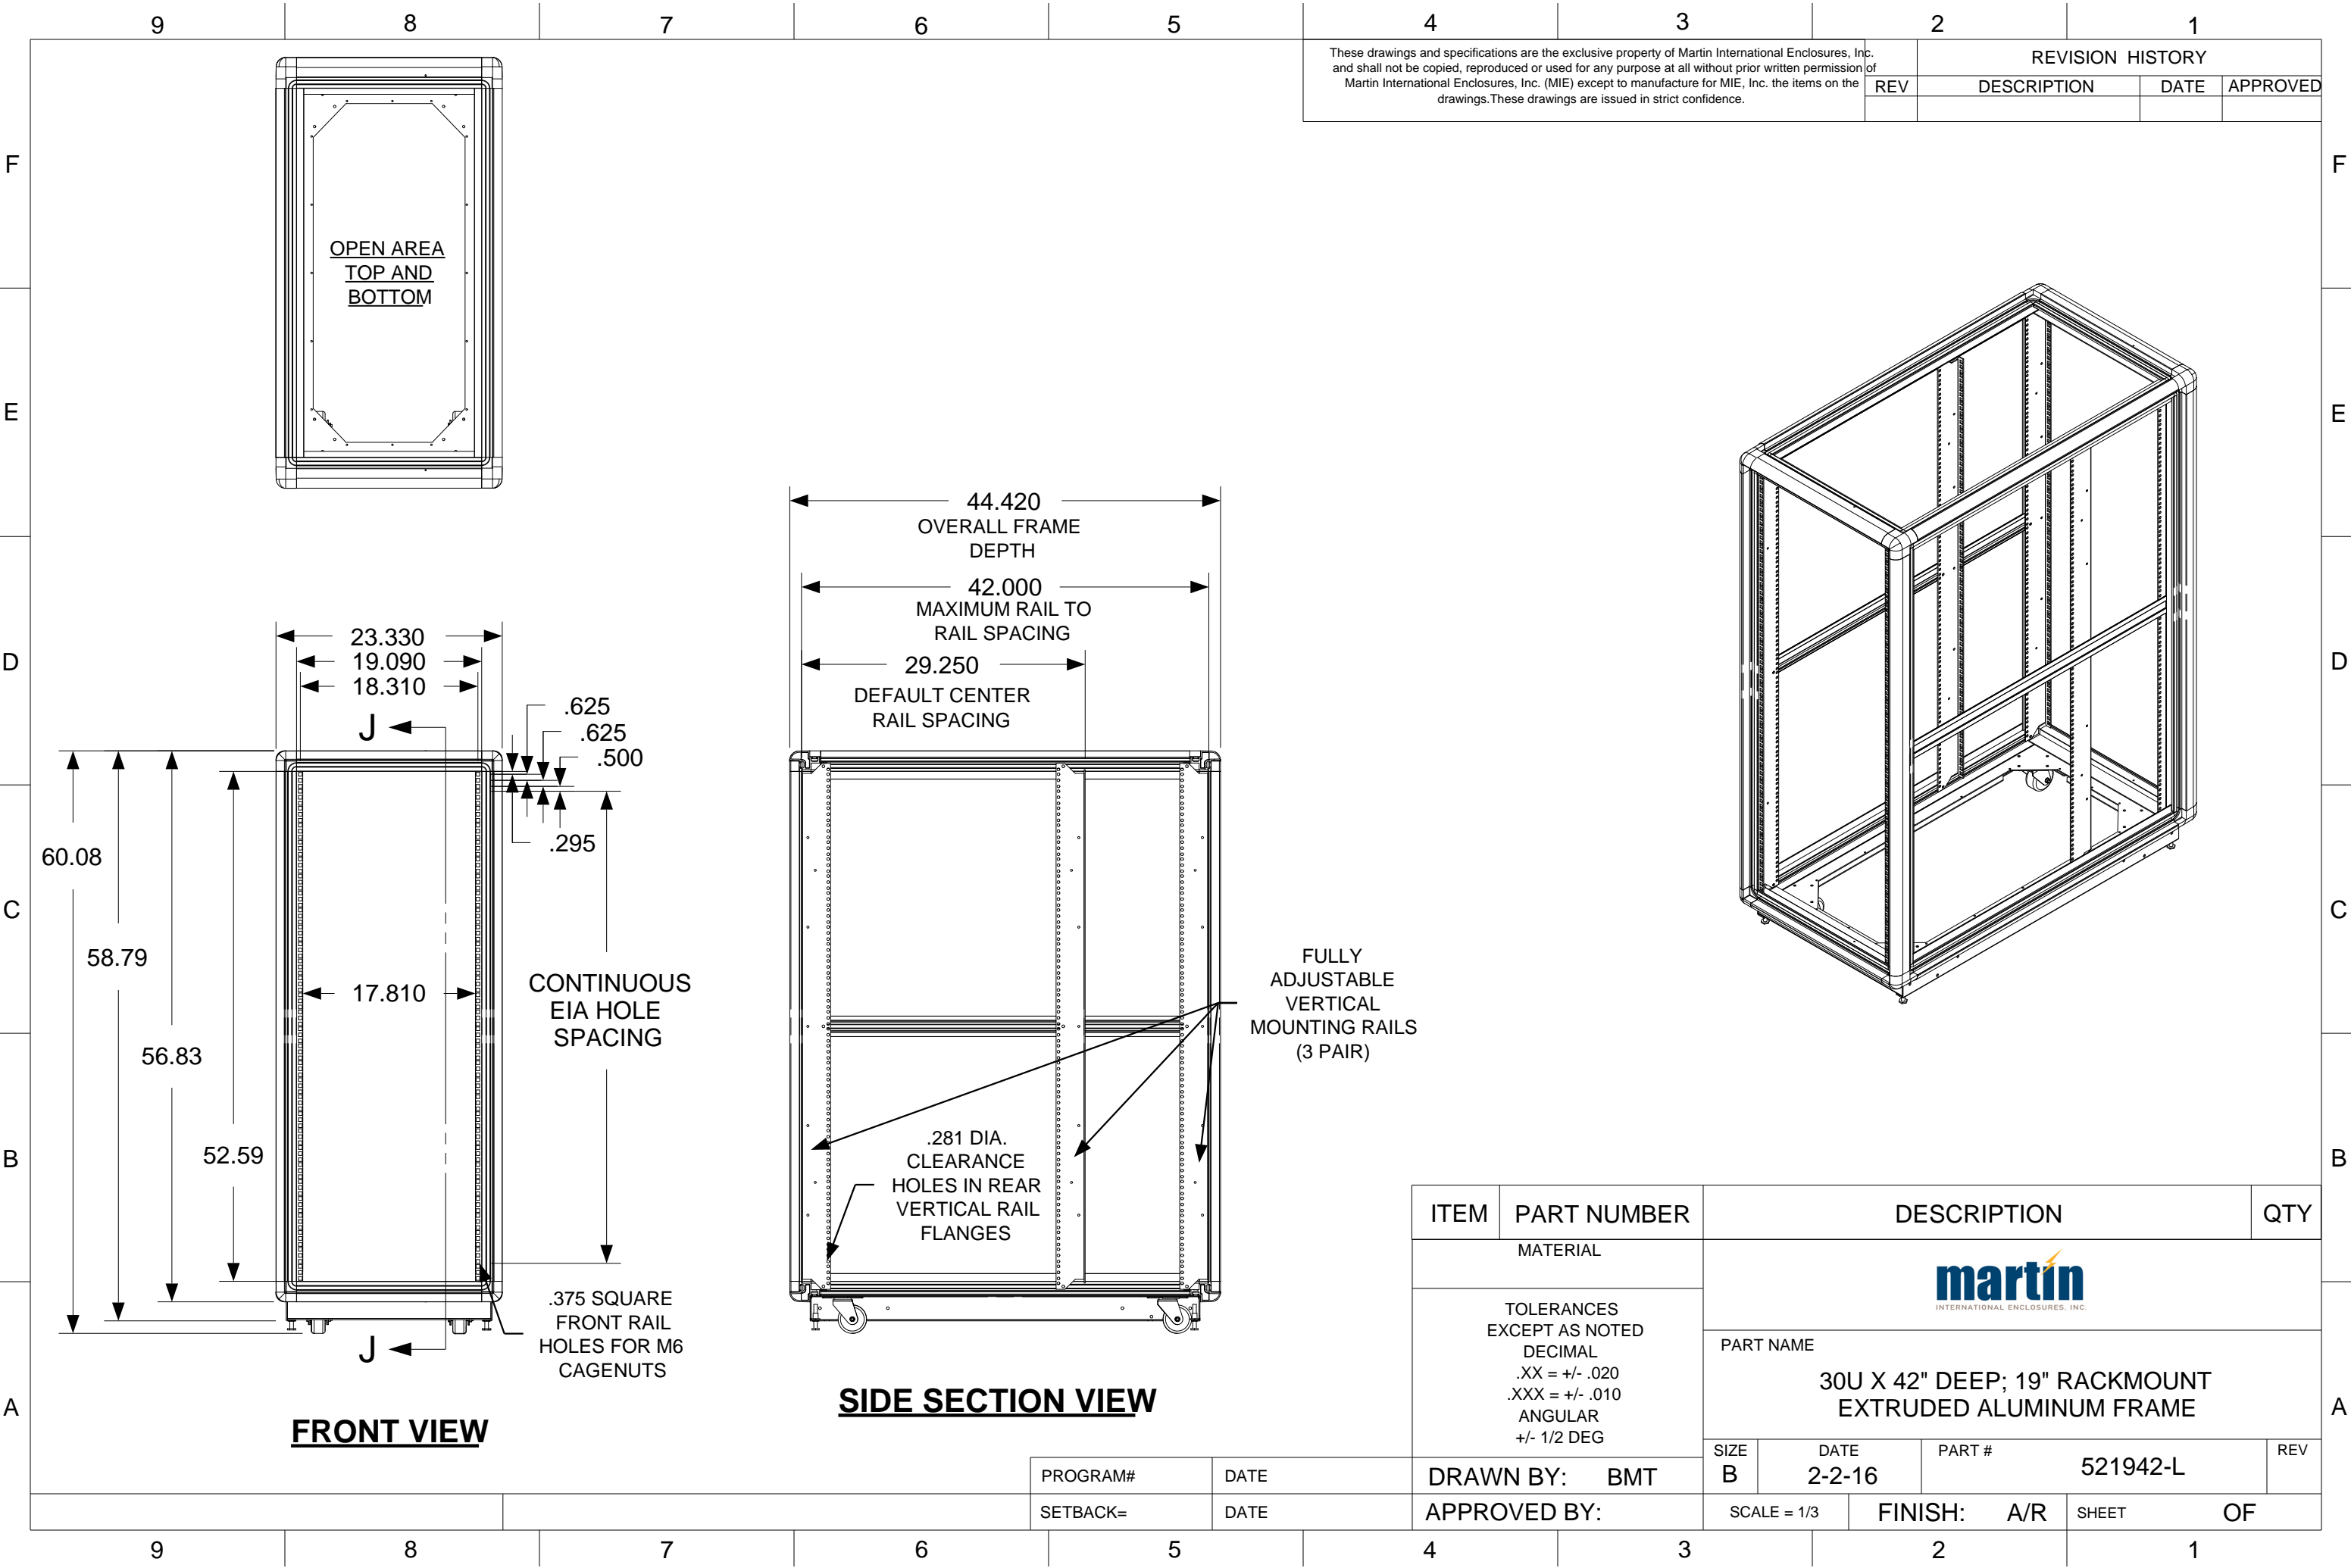 9 8 7 6 5 4 3 2 1
These drawings and specifications are the exclusive property of Martin International Enclosures, Inc.
and shall not be copied, reproduced or used for any purpose at all without prior written permission of
Martin International Enclosures, Inc. (MIE) except to manufacture for MIE, Inc. the items on the
drawings.These drawings are issued in strict confidence.
REVISION HISTORY
REV DESCRIPTION DATE APPROVED
F F
OPEN AREA
TOP AND
BOTTOM
E E
44.420
OVERALL FRAME
DEPTH
42.000
MAXIMUM RAIL TO
RAIL SPACING
29.250
DEFAULT CENTER
RAIL SPACING
D D
23.330
19.090
18.310
J
.625
.625
.500
.295
60.08
58.79
56.83
52.59
17.810
C C
CONTINUOUS
EIA HOLE
SPACING
FULLY
ADJUSTABLE
VERTICAL
MOUNTING RAILS
(3 PAIR)
.281 DIA.
CLEARANCE
HOLES IN REAR
VERTICAL RAIL
FLANGES
B B
.375 SQUARE
FRONT RAIL
HOLES FOR M6
CAGENUTS
J
FRONT VIEW
SIDE SECTION VIEW
A A
ITEM PART NUMBER DESCRIPTION QTY
MATERIAL
martin
INTERNATIONAL ENCLOSURES, INC.
TOLERANCES
EXCEPT AS NOTED
DECIMAL
.XX = +/- .020
.XXX = +/- .010
ANGULAR
+/- 1/2 DEG
PART NAME
30U X 42" DEEP; 19" RACKMOUNT
EXTRUDED ALUMINUM FRAME
SIZE DATE PART # REV
B 2-2-16 521942-L
PROGRAM# DATE DRAWN BY: BMT
SETBACK= DATE APPROVED BY: SCALE = 1/3 FINISH: A/R SHEET OF
9 8 7 6 5 4 3 2 1